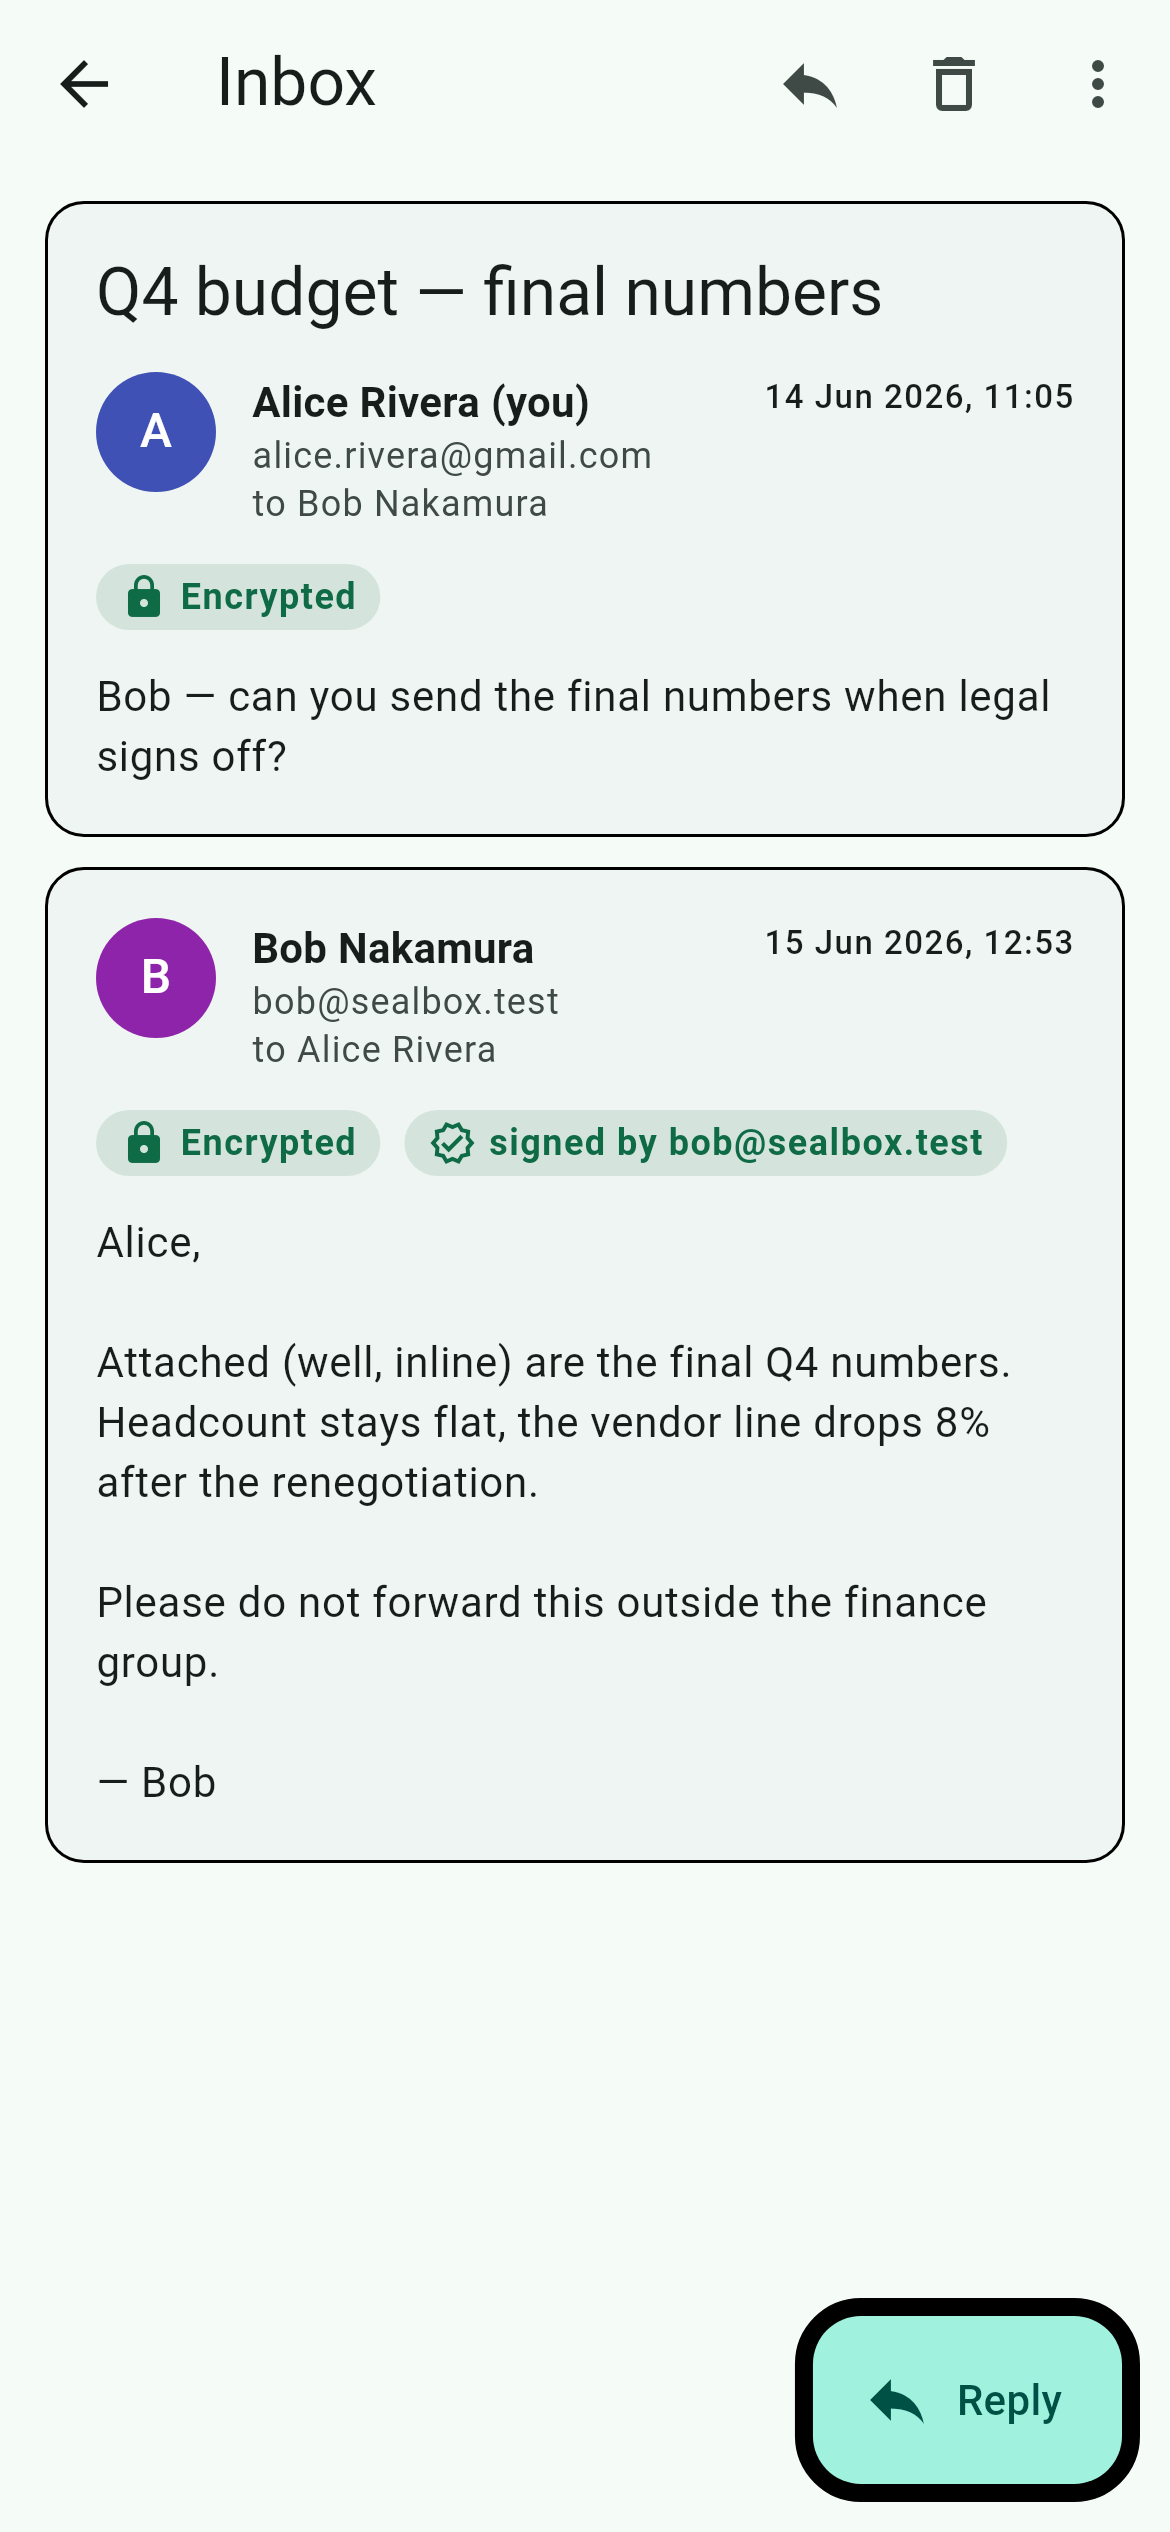 Inbox
Q4 budget — final numbers
A
Alice Rivera (you)
14 Jun 2026, 11:05
alice.rivera@gmail.com
to Bob Nakamura
Encrypted
Bob — can you send the final numbers when legal
signs off?
B
Bob Nakamura
15 Jun 2026, 12:53
bob@sealbox.test
to Alice Rivera
Encrypted
signed by bob@sealbox.test
Alice,
Attached (well, inline) are the final Q4 numbers.
Headcount stays flat, the vendor line drops 8%
after the renegotiation.
Please do not forward this outside the finance
group.
— Bob
Reply